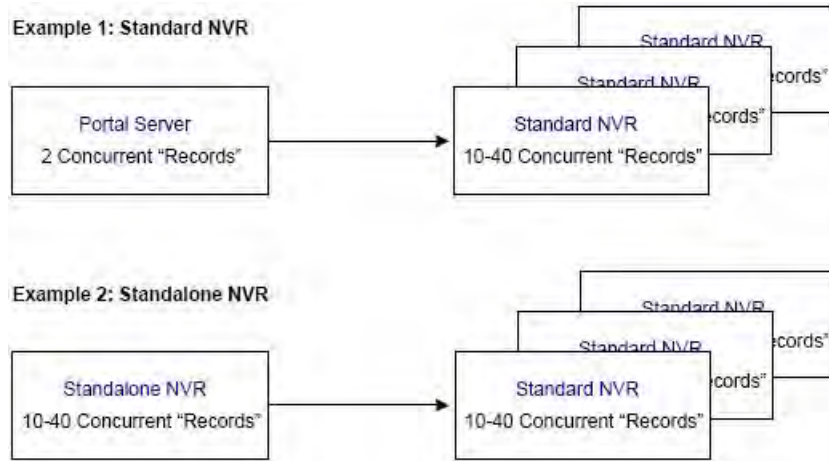 Example 1: Standard NVR
Standard NVR
ecords”
Standard NVR
ecords”
Portal Server
2 Concurrent “Records”
Standard NVR
10-40 Concurrent “Records”
Example 2: Standalone NVR
Standard NVR
ecords”
Standard NVR
ecords”
Standalone NVR
10-40 Concurrent “Records”
Standard NVR
10-40 Concurrent “Records”